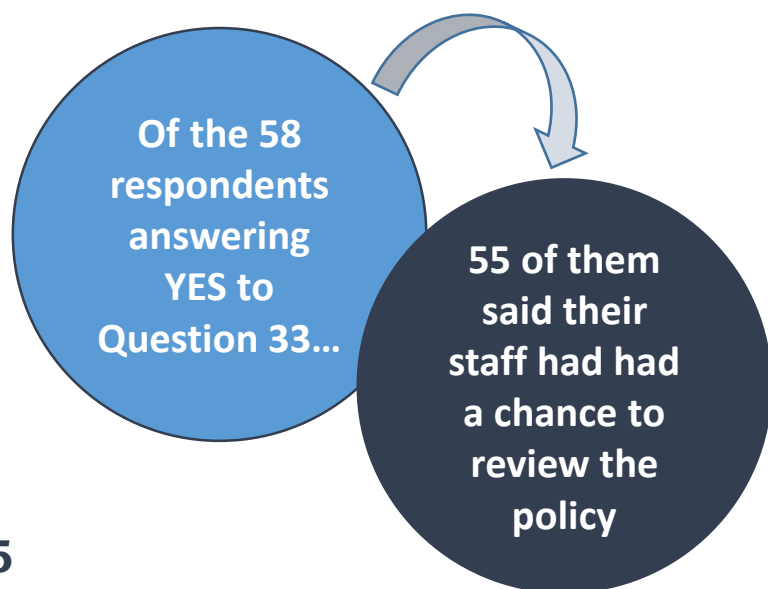 Of the 58
respondents
answering
YES to
Question 33…
55 of them
said their
staff had had
a chance to
review the
policy
5